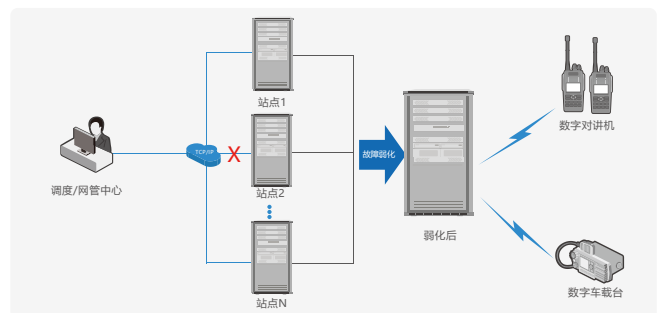 站点1
数字对讲机
TCP/IP
X
故障弱化
调度/网管中心
站点2
弱化后
数字车载台
站点N